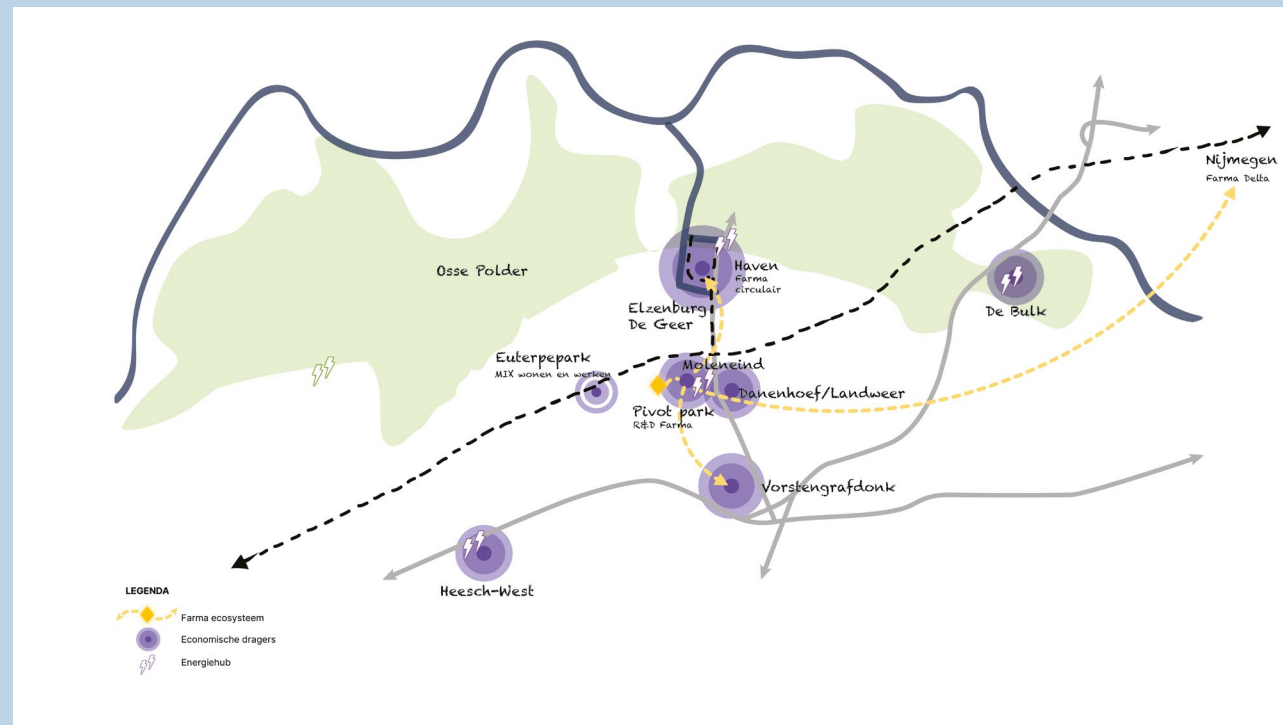 Nijmegen
Farma Delta
Osse Polder
Haven
Farma
circulair
Elzenburg
De Geer
De Bulk
Euterpepark
MIX wonen en werken
Moleneind
Danenhoef/Landweer
Pivot park
R&D Farma
Vorstengrafdonk
Heesch-West
LEGENDA
Farma ecosysteem
Economische dragers
Energiehub